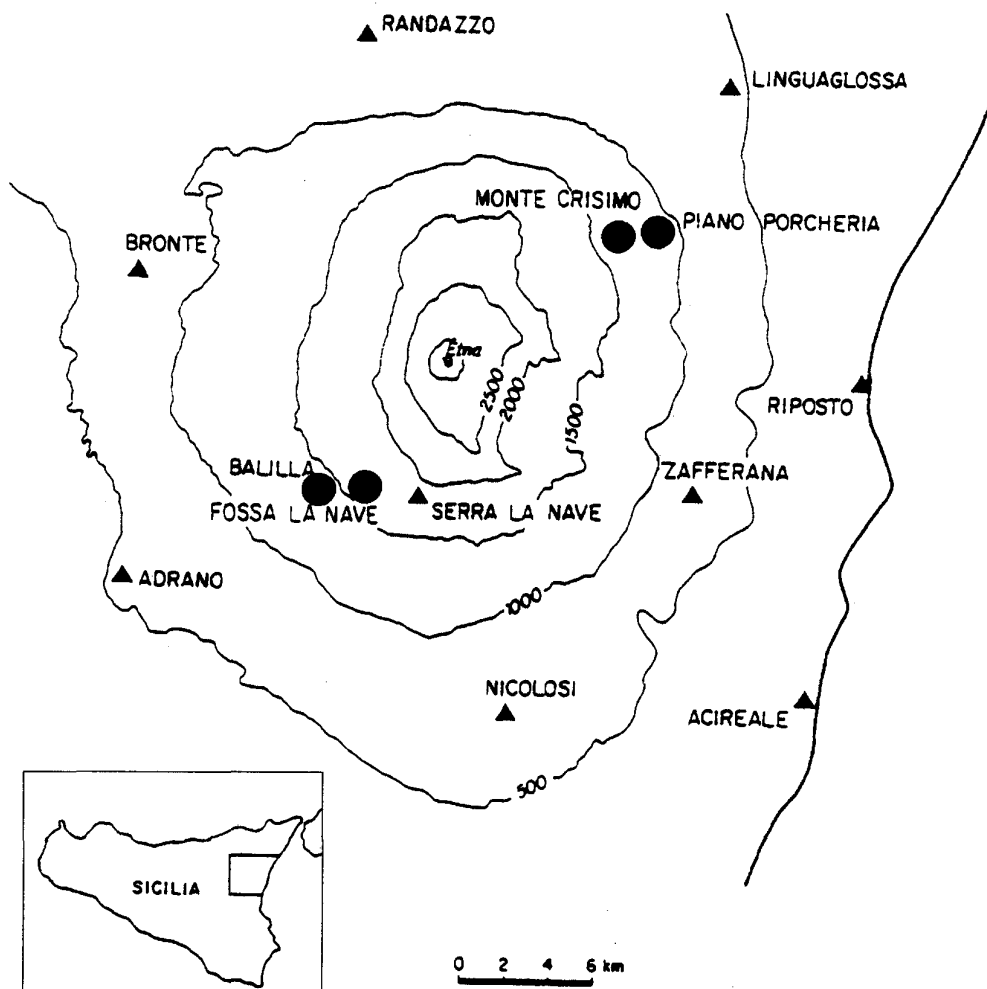 RANDAZZO
LINGUAGLOSSA
MONTE CRISIMO
PIANO PORCHERIA
BRONTE
Etna
2500
2000
1500
RIPOSTO
BALILLA
ZAFFERANA
FOSSA LA NAVE
SERRA LA NAVE
ADRANO
1000
NICOLOSI
ACIREALE
500
SICILIA
0 2 4 6 km